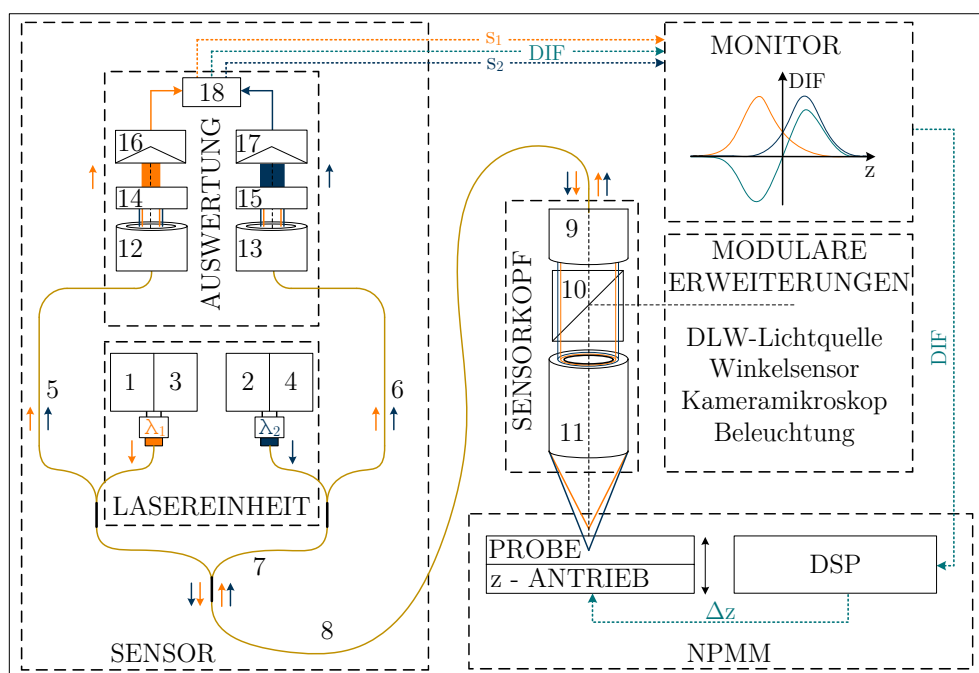 s₁
DIF
s₂
MONITOR
DIF
z
18
16
17
14
15
12
13
AUSWERTUNG
9
10
11
SENSORKOPF
MODULARE
ERWEITERUNGEN
DLW-Lichtquelle
Winkelsensor
Kameramikroskop
Beleuchtung
DIF
5
6
1
3
2
4
λ₁
λ₂
LASEREINHEIT
7
8
SENSOR
PROBE
z - ANTRIEB
DSP
Δz
NPMM